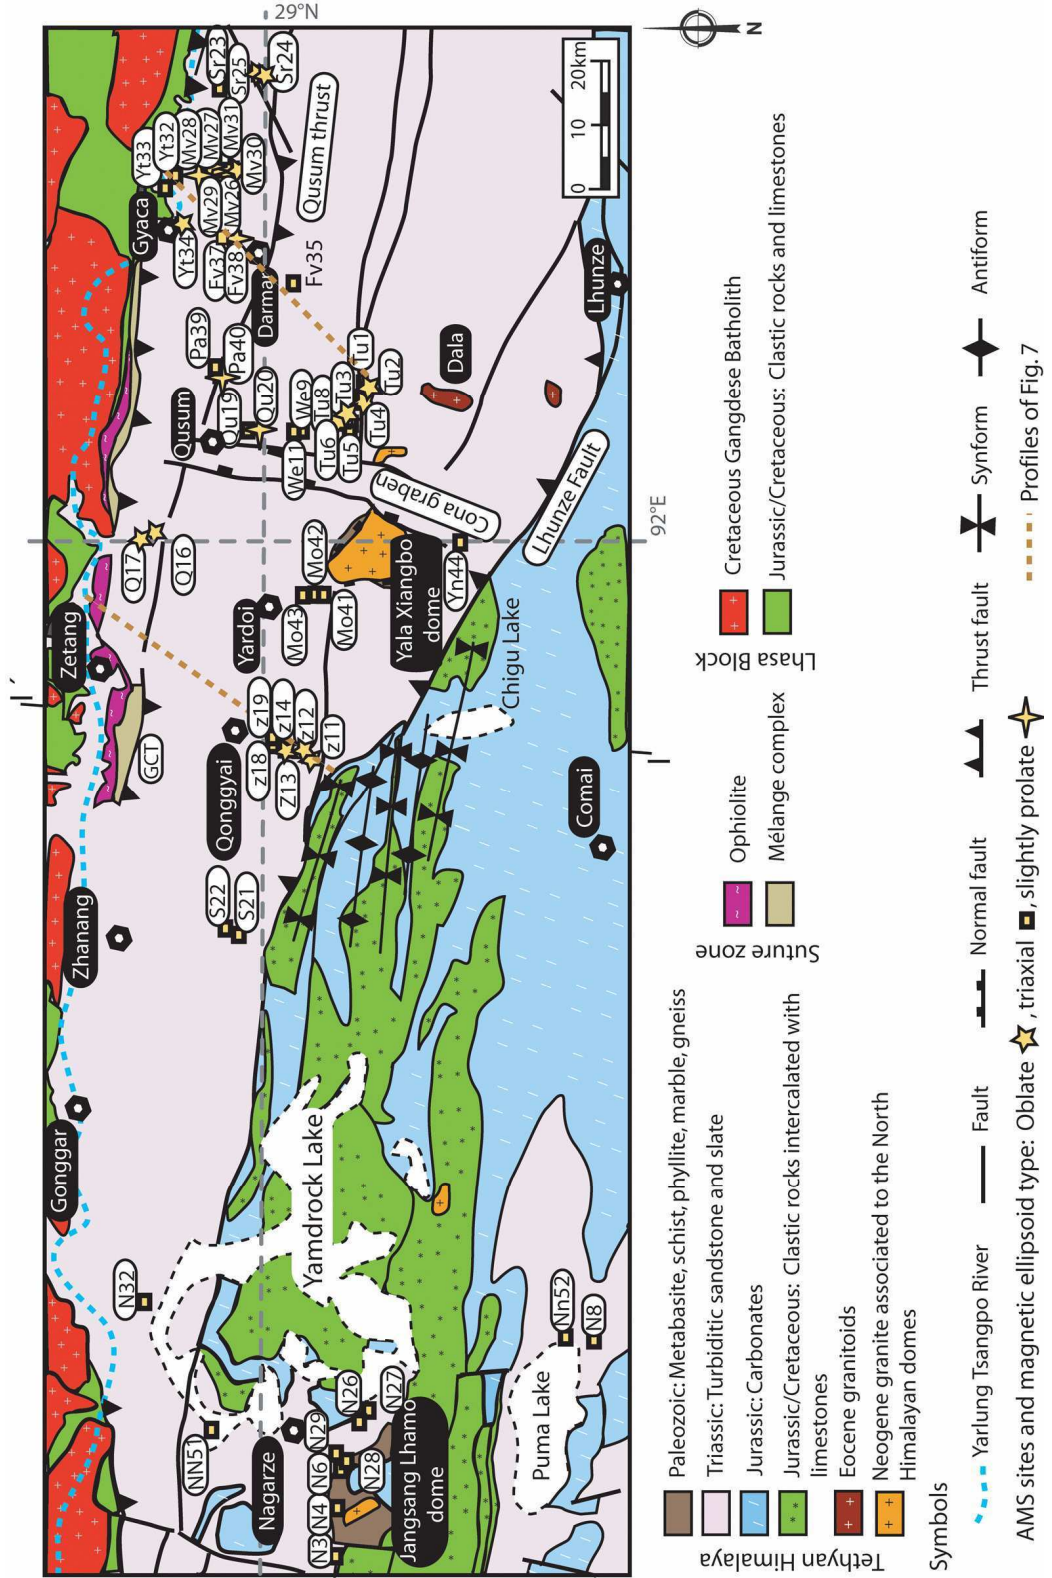 29°N
92°E
N
0 10 20km
Gonggar
Zhanang
Zetang
Gyaca
N32
GCT
Q17
Q16
Qusum
Pa39
Pa40
Yt33
Yt32
Mv28
Mv27
Mv31
Mv30
Yt34
Mv29
Mv26
Fv37
Fv38
Sr23
Sr25
Sr24
Darmar
Fv35
Qusum thrust
NN51
S22
S21
Qonggyai
Yardoi
z19
z14
z12
z11
z18
Z13
Qu19
Qu20
We9
We11
Tu8
Tu3
Tu1
Tu2
Tu6
Tu5
Tu4
Mo42
Mo43
Mo41
Cona graben
Yala Xiangbo
dome
Yn44
Dala
Lhunze
Lhunze Fault
Nagarze
N3
N4
N6
N29
N28
N26
N27
Jangsang Lhamo
dome
Yamdrock Lake
Chigu Lake
Comai
Puma Lake
Nn52
N8
I
I´
Tethyan Himalaya
Paleozoic: Metabasite, schist, phyllite, marble, gneiss
Triassic: Turbiditic sandstone and slate
Jurassic: Carbonates
Jurassic/Cretaceous: Clastic rocks intercalated with
limestones
Eocene granitoids
Neogene granite associated to the North
Himalayan domes
Suture zone
Ophiolite
Mélange complex
Lhasa Block
Cretaceous Gangdese Batholith
Jurassic/Cretaceous: Clastic rocks and limestones
Symbols
Yarlung Tsangpo River
Fault
Normal fault
Thrust fault
Synform
Antiform
AMS sites and magnetic ellipsoid type: Oblate , triaxial , slightly prolate
Profiles of Fig. 7